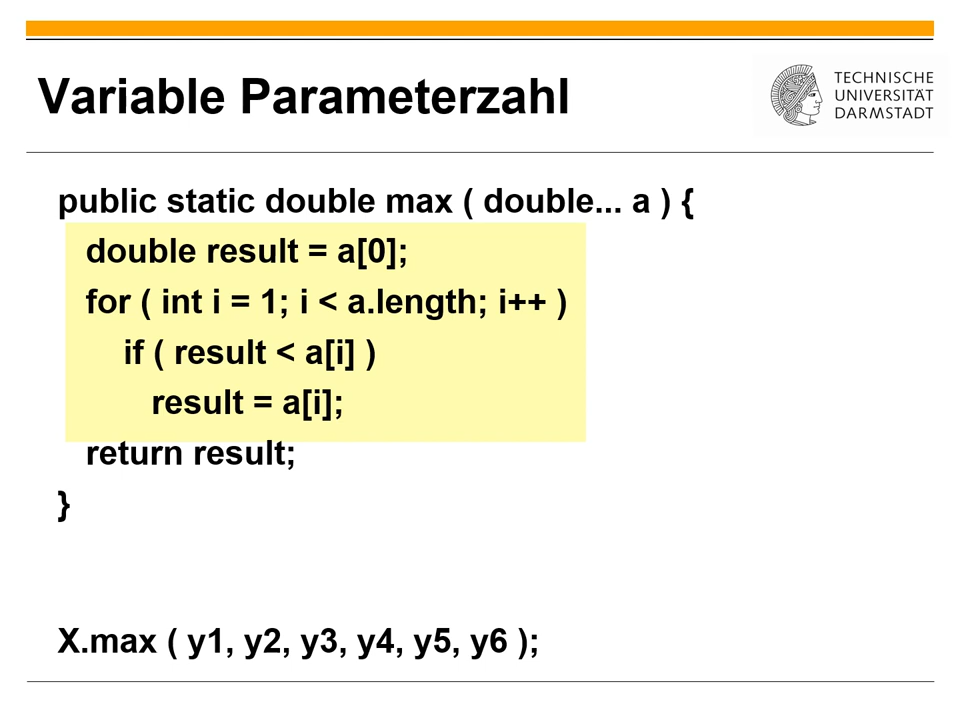 Variable Parameterzahl
TECHNISCHE
UNIVERSITÄT
DARMSTADT
public static double max ( double... a ) {
double result = a[0];
for ( int i = 1; i < a.length; i++ )
if ( result < a[i] )
result = a[i];
return result;
}
X.max ( y1, y2, y3, y4, y5, y6 );